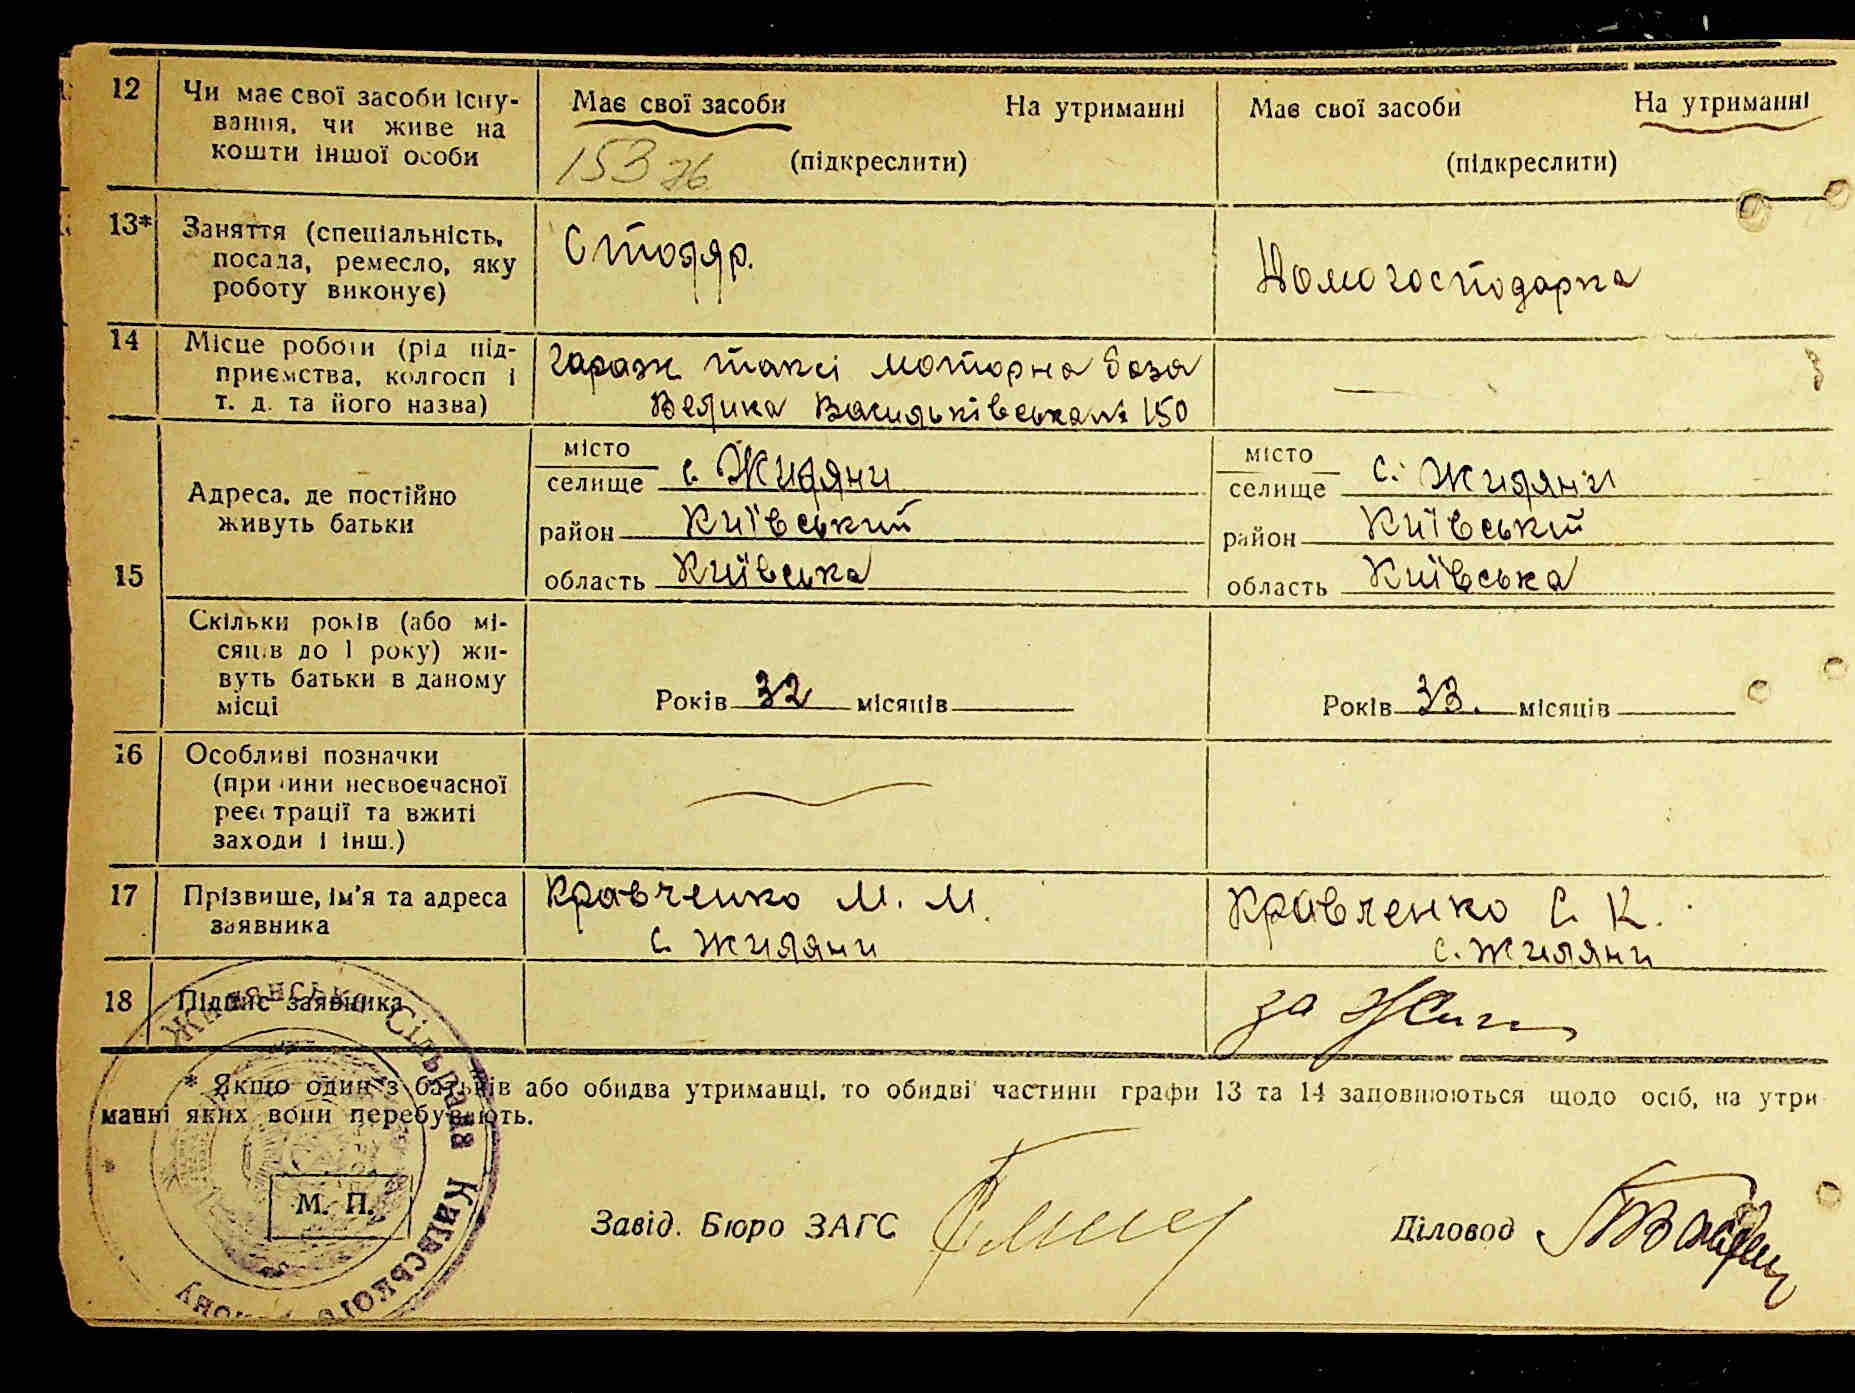 12
Чи має свої засоби існу-
вання, чи живе на
кошти іншої особи
Має свої засоби На утриманні
(підкреслити)
153
Має свої засоби На утриманні
(підкреслити)
13*
Заняття (спеціальність,
посада, ремесло, яку
роботу виконує)
Столяр.
Домогосподарка
14
Місце роботи (рід під-
приємства, колгосп і
т. д. та його назва)
гараж таксі моторна база
Велика Васильківська № 150
—
15
Адреса, де постійно
живуть батьки
місто
селище с. Жиляни
район Київський
область Київська
місто
селище с. Жиляни
район Київській
область Київська
Скільки років (або мі-
сяців до 1 року) жи-
вуть батьки в даному
місці
Років 32 місяців
Років 33. місяців
16
Особливі позначки
(причини несвоєчасної
реєстрації та вжиті
заходи і інш.)
17
Прізвище, ім'я та адреса
заявника
Кравченко М. М.
с. Жиляни
Кравченко С. К.
с. Жиляни
18
Підпис заявника
за
* Якщо один з батьків або обидва утриманці, то обидві частини графи 13 та 14 заповнюються щодо осіб, на утри-
манні яких вони перебувають.
Жилянська Сільрада Київського району
М. П.
Завід. Бюро ЗАГС
Діловод